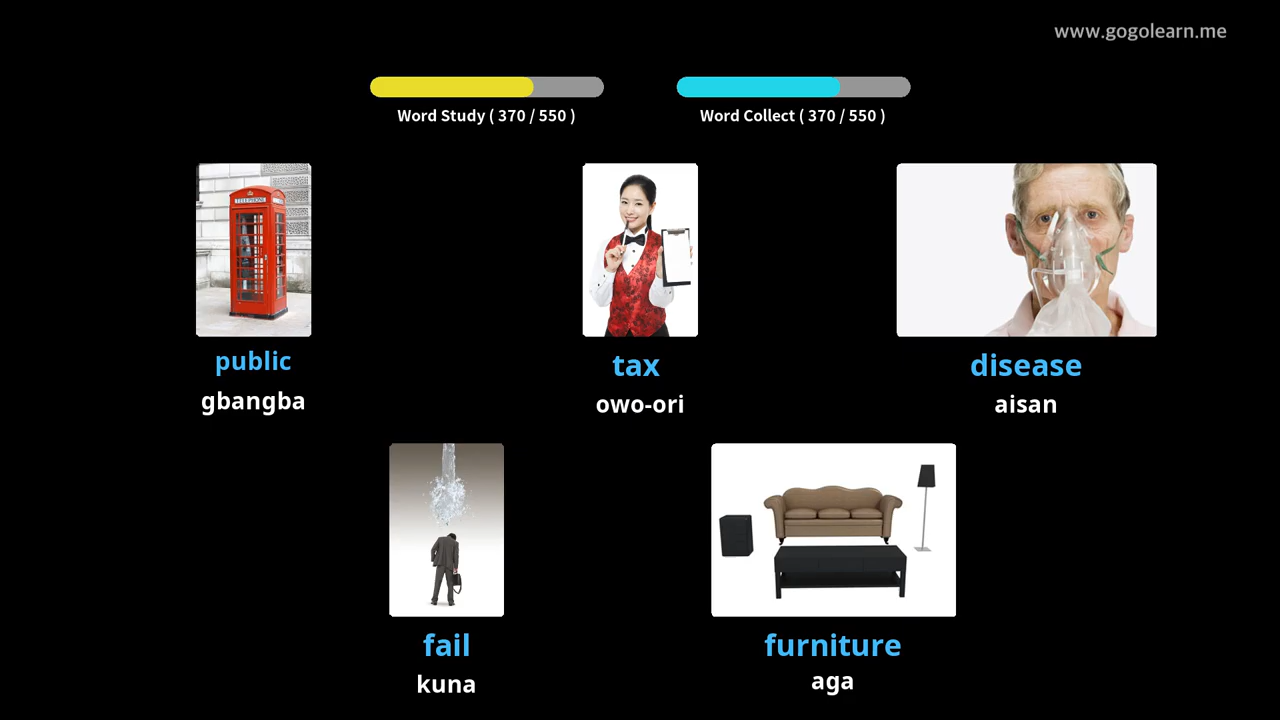 www.gogolearn.me
Word Study ( 370 / 550 )
Word Collect ( 370 / 550 )
TELEPHONE
public
tax
disease
gbangba
owo-ori
aisan
fail
furniture
kuna
aga